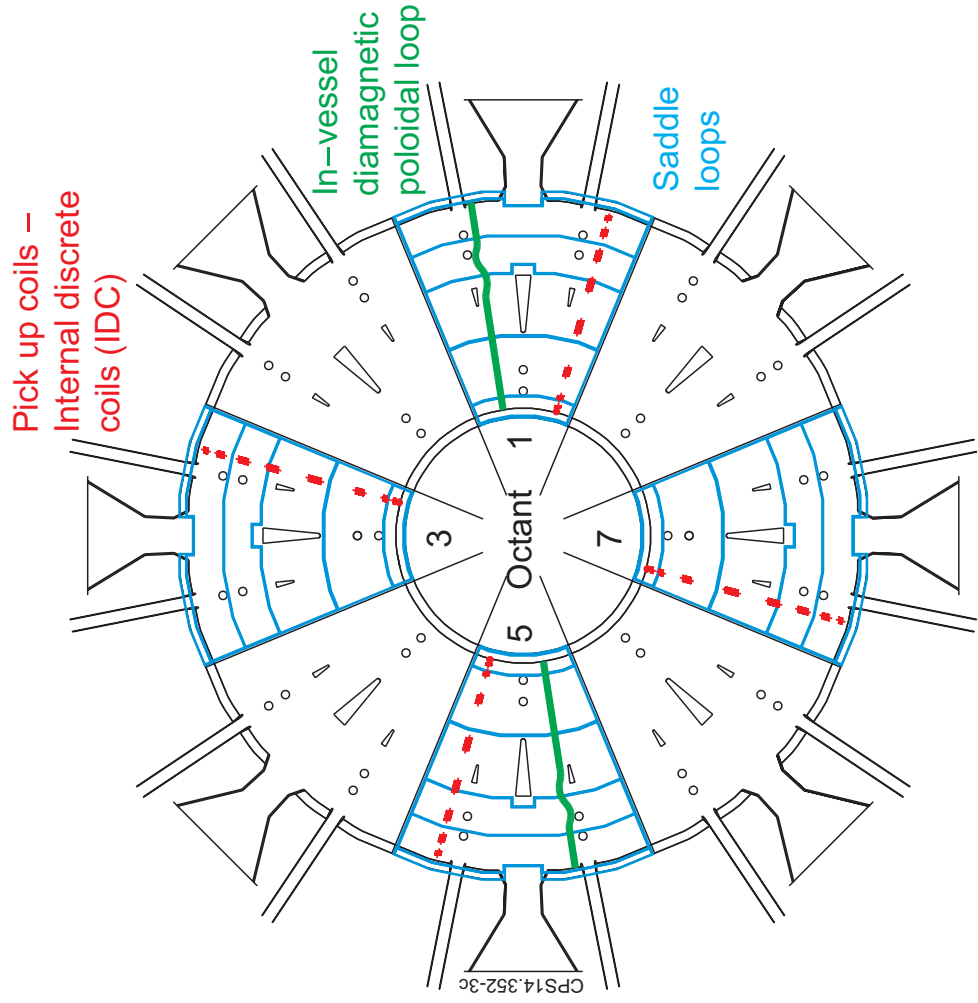 Pick up coils –
Internal discrete
coils (IDC)
In–vessel
diamagnetic
poloidal loop
Saddle
loops
1
3
Octant
5
7
CPS14.352-3c